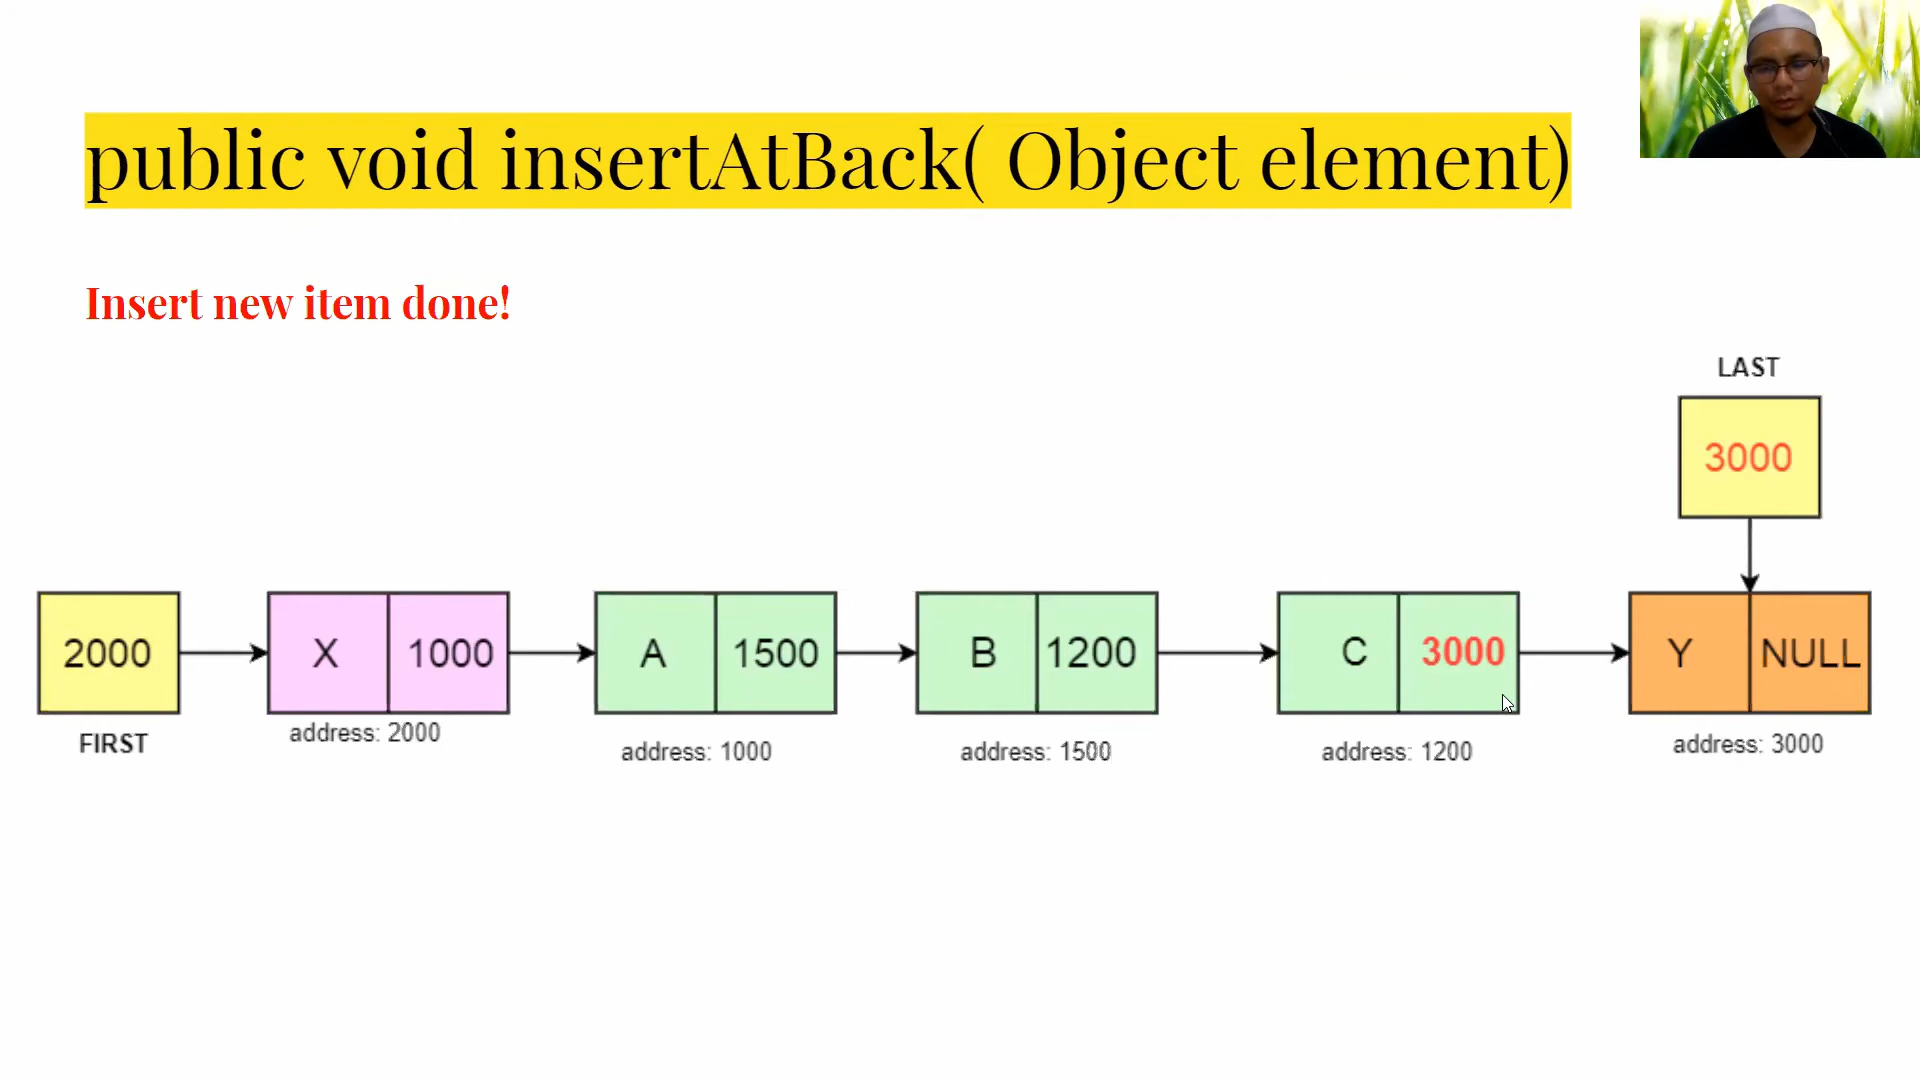 public void insertAtBack( Object element)
Insert new item done!
LAST
3000
2000 X 1000 A 1500 B 1200 C 3000 Y NULL
FIRST address: 2000 address: 1000 address: 1500 address: 1200 address: 3000